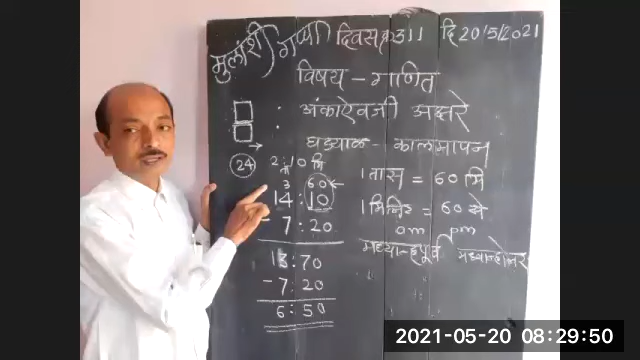 मुलांशी गप्पा दिवस क्र 311 दि 20/5/2021
विषय - गणित
□ : अंकाऐवजी अक्षरे
□ :
→ घड्याळ - कालमापन
24 2:10 मि
ता
3 60 ←
14:10
- 7:20
13:70
- 7:20
6:50
1 तास = 60 मि
1 मिनिट = 60 से
am pm
मध्यान्हपूर्व मध्यान्होत्तर
2021-05-20 08:29:50